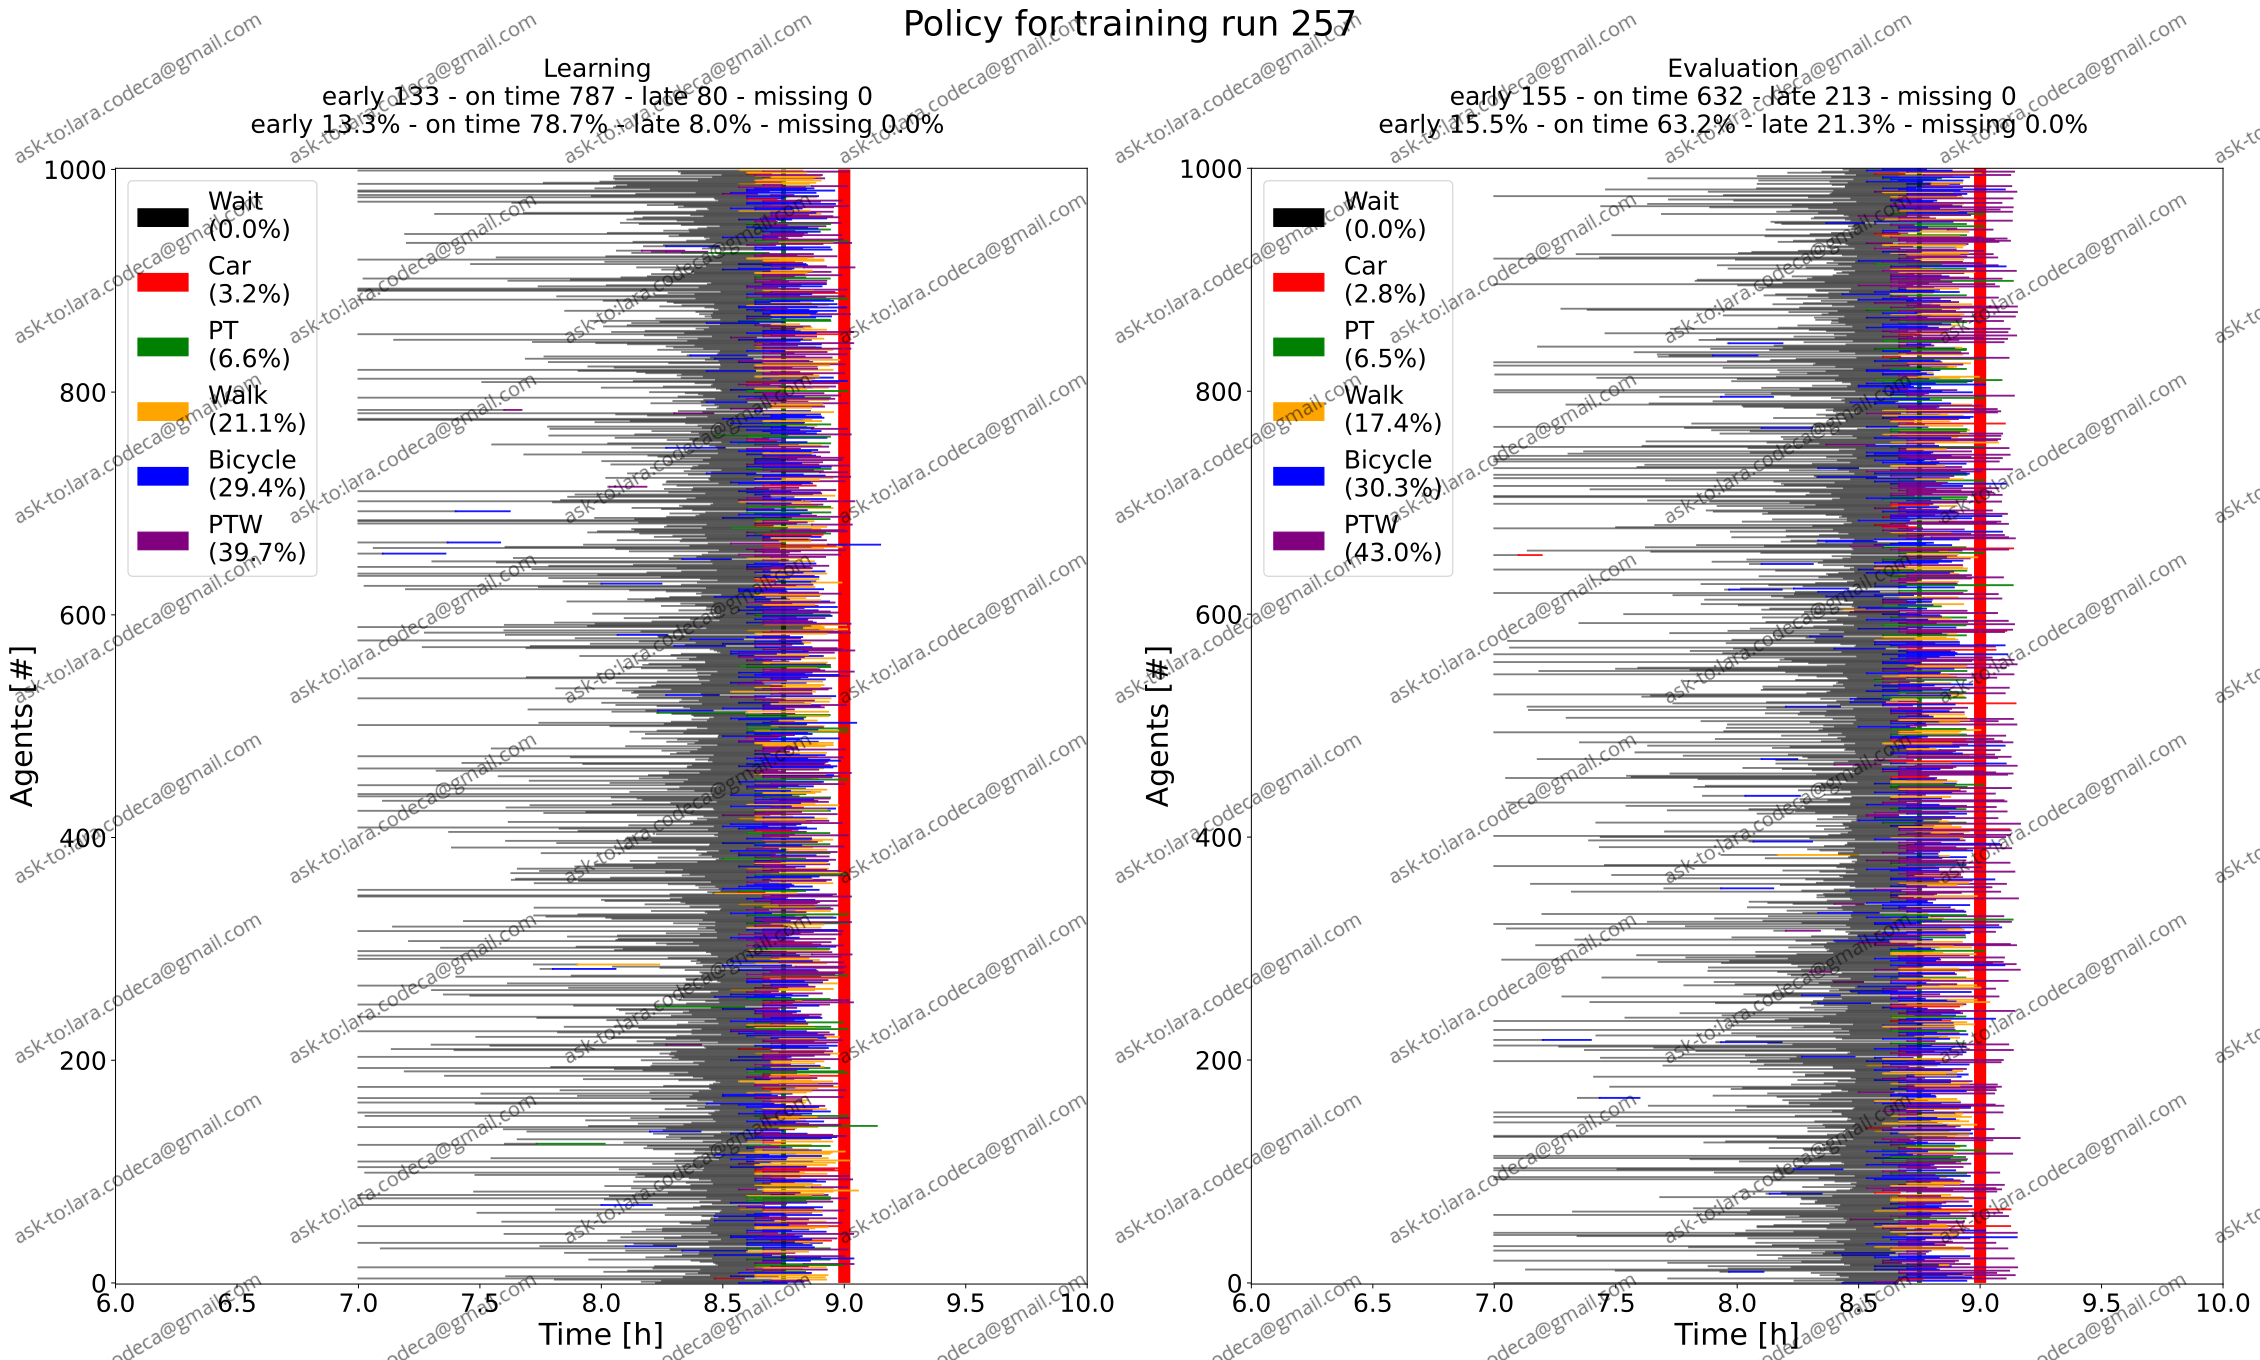 Policy for training run 257
Learning
early 133 - on time 787 - late 80 - missing 0
early 13.3% - on time 78.7% - late 8.0% - missing 0.0%
1000
800
600
400
200
0
Agents [#]
Wait
(0.0%)
Car
(3.2%)
PT
(6.6%)
Walk
(21.1%)
Bicycle
(29.4%)
PTW
(39.7%)
6.0 6.5 7.0 7.5 8.0 8.5 9.0 9.5 10.0
Time [h]
Evaluation
early 155 - on time 632 - late 213 - missing 0
early 15.5% - on time 63.2% - late 21.3% - missing 0.0%
1000
800
600
400
200
0
Agents [#]
Wait
(0.0%)
Car
(2.8%)
PT
(6.5%)
Walk
(17.4%)
Bicycle
(30.3%)
PTW
(43.0%)
6.0 6.5 7.0 7.5 8.0 8.5 9.0 9.5 10.0
Time [h]
ask-to:lara.codeca@gmail.com